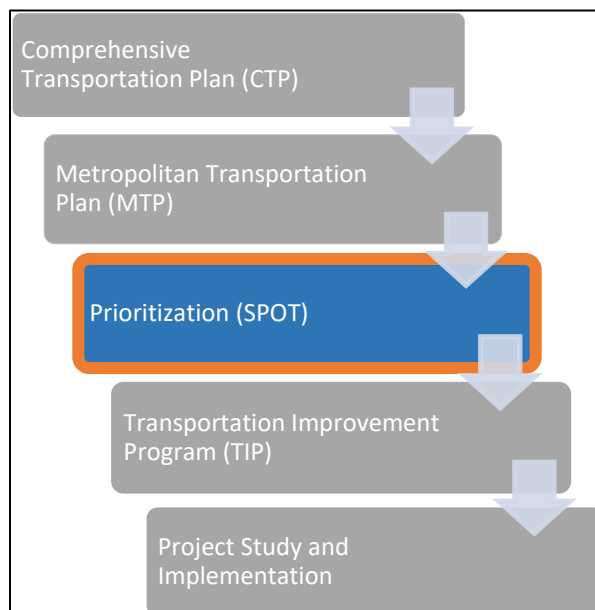 Comprehensive
Transportation Plan (CTP)
Metropolitan Transportation
Plan (MTP)
Prioritization (SPOT)
Transportation Improvement
Program (TIP)
Project Study and
Implementation